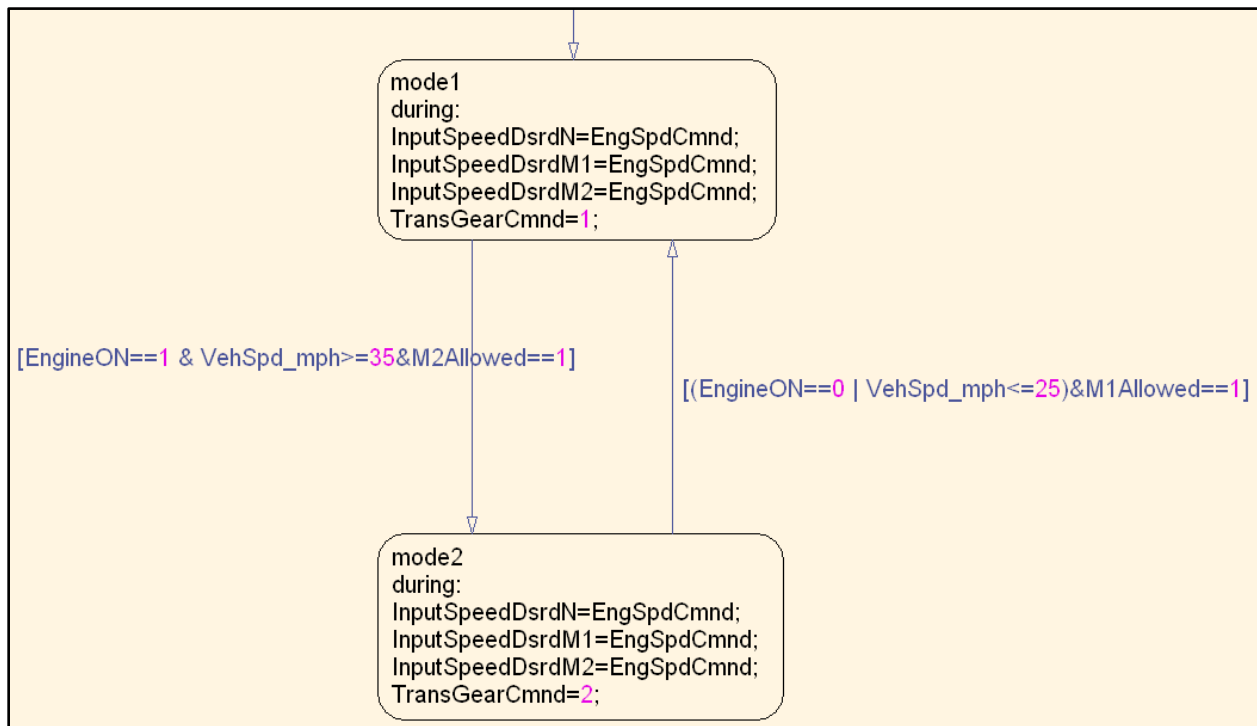 mode1
during:
InputSpeedDsrdN=EngSpdCmnd;
InputSpeedDsrdM1=EngSpdCmnd;
InputSpeedDsrdM2=EngSpdCmnd;
TransGearCmnd=1;
[EngineON==1 & VehSpd_mph>=35&M2Allowed==1]
[(EngineON==0 | VehSpd_mph<=25)&M1Allowed==1]
mode2
during:
InputSpeedDsrdN=EngSpdCmnd;
InputSpeedDsrdM1=EngSpdCmnd;
InputSpeedDsrdM2=EngSpdCmnd;
TransGearCmnd=2;